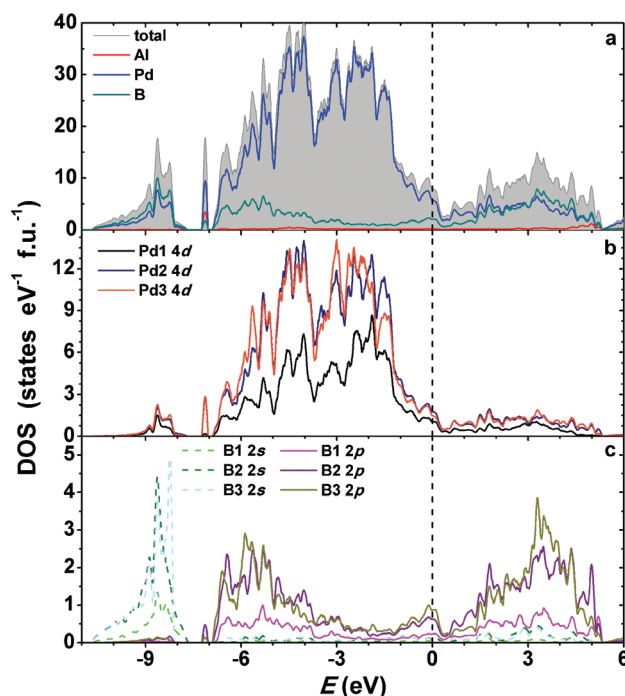 40
30
20
10
0
total
Al
Pd
B
a
12
9
6
3
0
Pd1 4d
Pd2 4d
Pd3 4d
b
5
4
3
2
1
0
B1 2s
B1 2p
B2 2s
B2 2p
B3 2s
B3 2p
c
DOS (states eV⁻¹ f.u.⁻¹)
-9 -6 -3 0 3 6
E (eV)